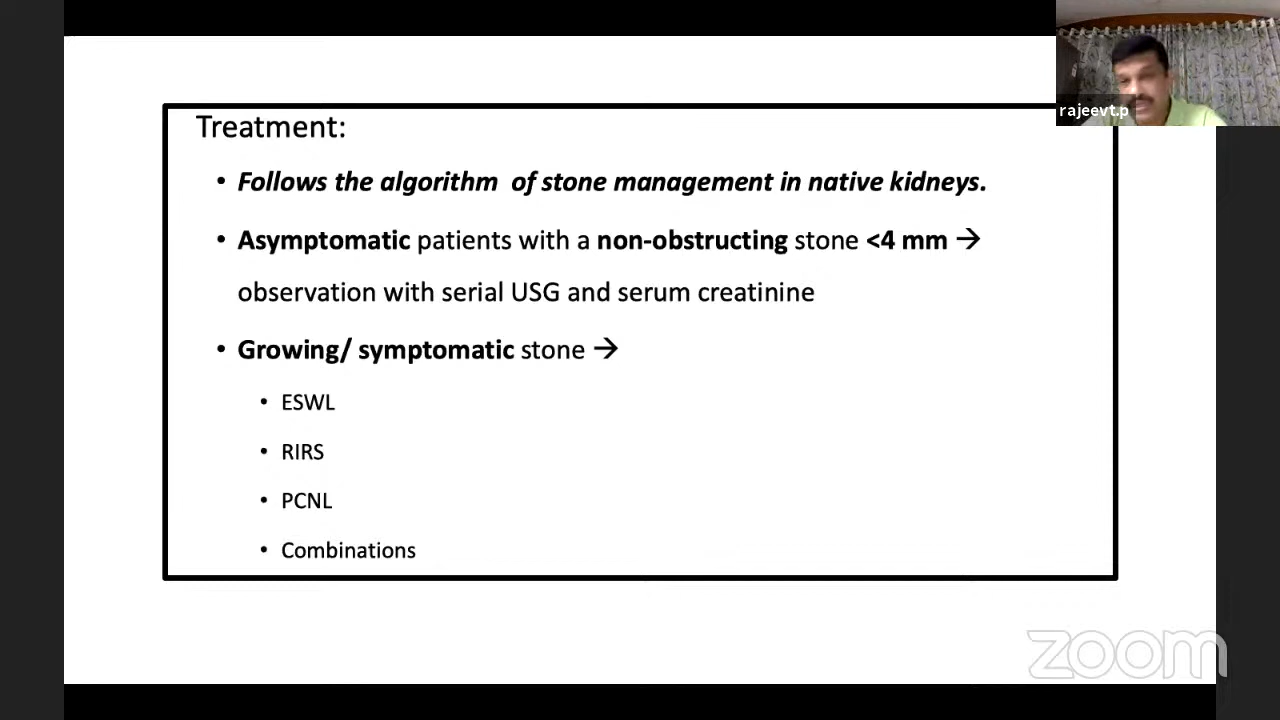 rajeevt.p
Treatment:
• Follows the algorithm of stone management in native kidneys.
• Asymptomatic patients with a non-obstructing stone <4 mm →
observation with serial USG and serum creatinine
• Growing/ symptomatic stone →
• ESWL
• RIRS
• PCNL
• Combinations
zoom